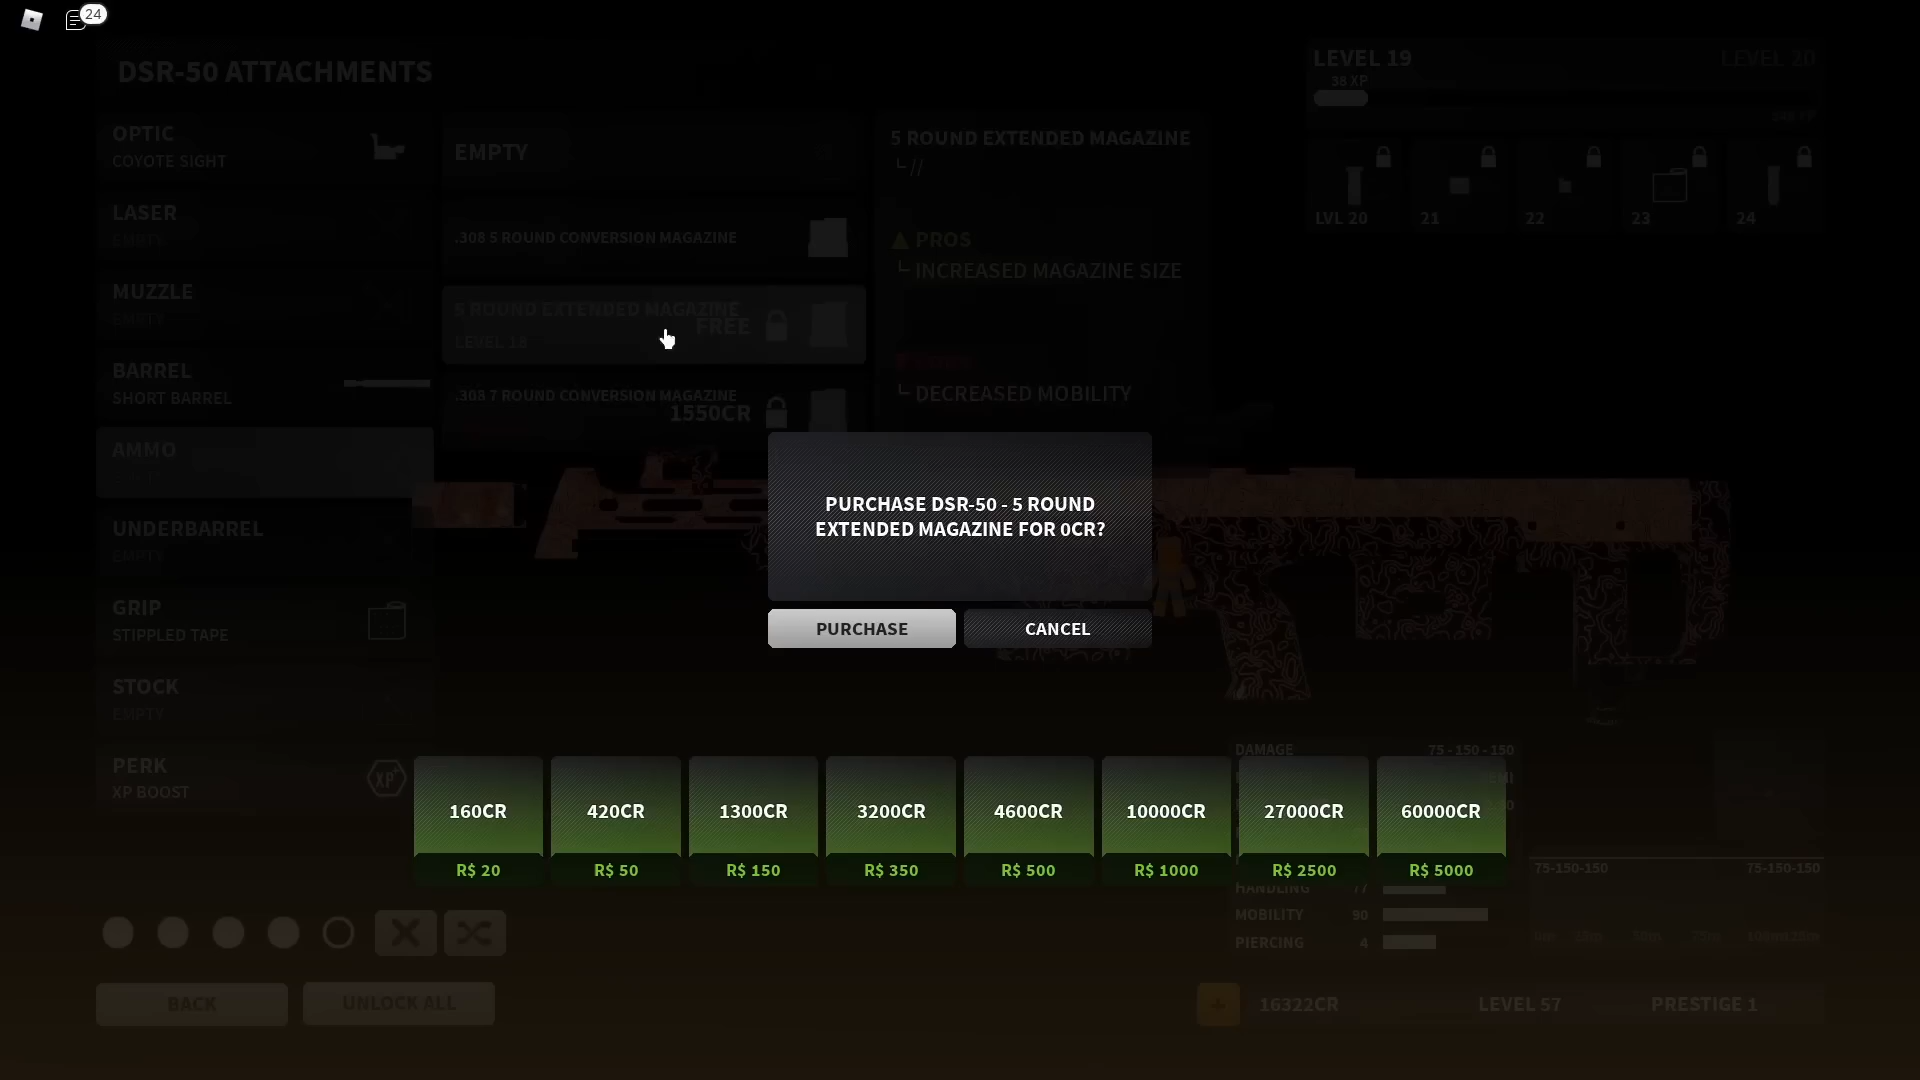 24
DSR-50 ATTACHMENTS
LEVEL 19
LEVEL 20
38 XP
OPTIC
COYOTE SIGHT
LASER
EMPTY
MUZZLE
EMPTY
BARREL
SHORT BARREL
AMMO
UNDERBARREL
EMPTY
GRIP
STIPPLED TAPE
STOCK
EMPTY
PERK
XP BOOST
XP+
EMPTY
.308 5 ROUND CONVERSION MAGAZINE
5 ROUND EXTENDED MAGAZINE
FREE
LEVEL 18
.308 7 ROUND CONVERSION MAGAZINE
1550CR
5 ROUND EXTENDED MAGAZINE
//
PROS
INCREASED MAGAZINE SIZE
DECREASED MOBILITY
LVL 20
21
22
23
24
PURCHASE DSR-50 - 5 ROUND
EXTENDED MAGAZINE FOR 0CR?
PURCHASE
CANCEL
160CR
420CR
1300CR
3200CR
4600CR
10000CR
27000CR
60000CR
R$ 20
R$ 50
R$ 150
R$ 350
R$ 500
R$ 1000
R$ 2500
R$ 5000
DAMAGE 75 - 150 - 150
HANDLING 77
MOBILITY 90
PIERCING 4
75-150-150
75-150-150
BACK
UNLOCK ALL
+
16322CR
LEVEL 57
PRESTIGE 1